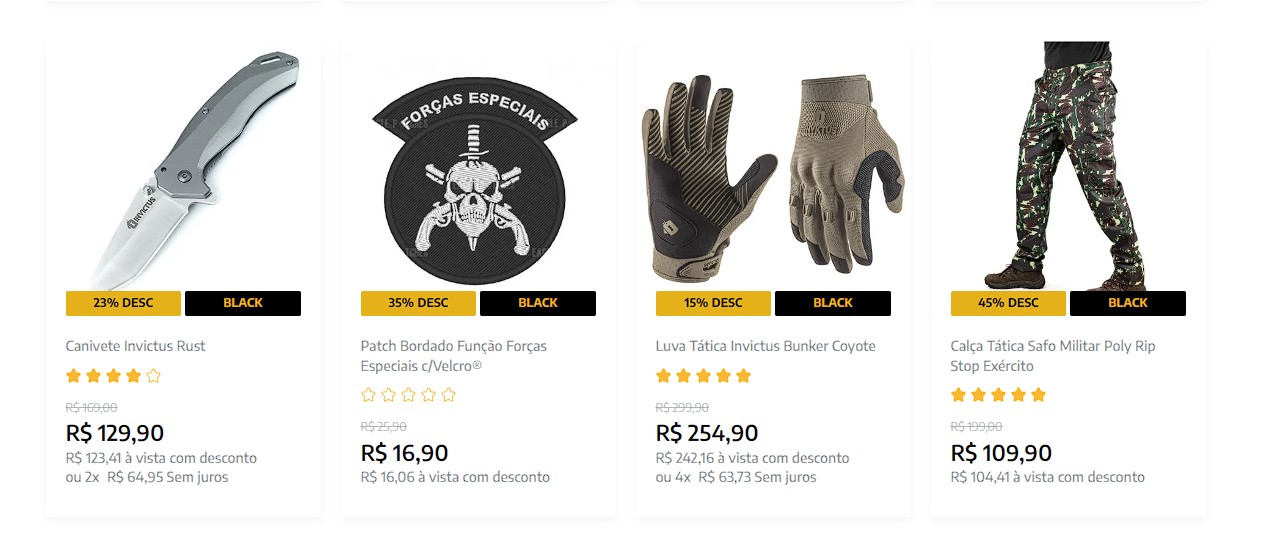 FORÇAS ESPECIAIS
INVICTUS
23% DESC
BLACK
Canivete Invictus Rust
R$ 169,00
R$ 129,90
R$ 123,41 à vista com desconto
ou 2x R$ 64,95 Sem juros
35% DESC
BLACK
Patch Bordado Função Forças
Especiais c/Velcro®
R$ 25,90
R$ 16,90
R$ 16,06 à vista com desconto
15% DESC
BLACK
Luva Tática Invictus Bunker Coyote
R$ 299,90
R$ 254,90
R$ 242,16 à vista com desconto
ou 4x R$ 63,73 Sem juros
45% DESC
BLACK
Calça Tática Safo Militar Poly Rip
Stop Exército
R$ 199,00
R$ 109,90
R$ 104,41 à vista com desconto